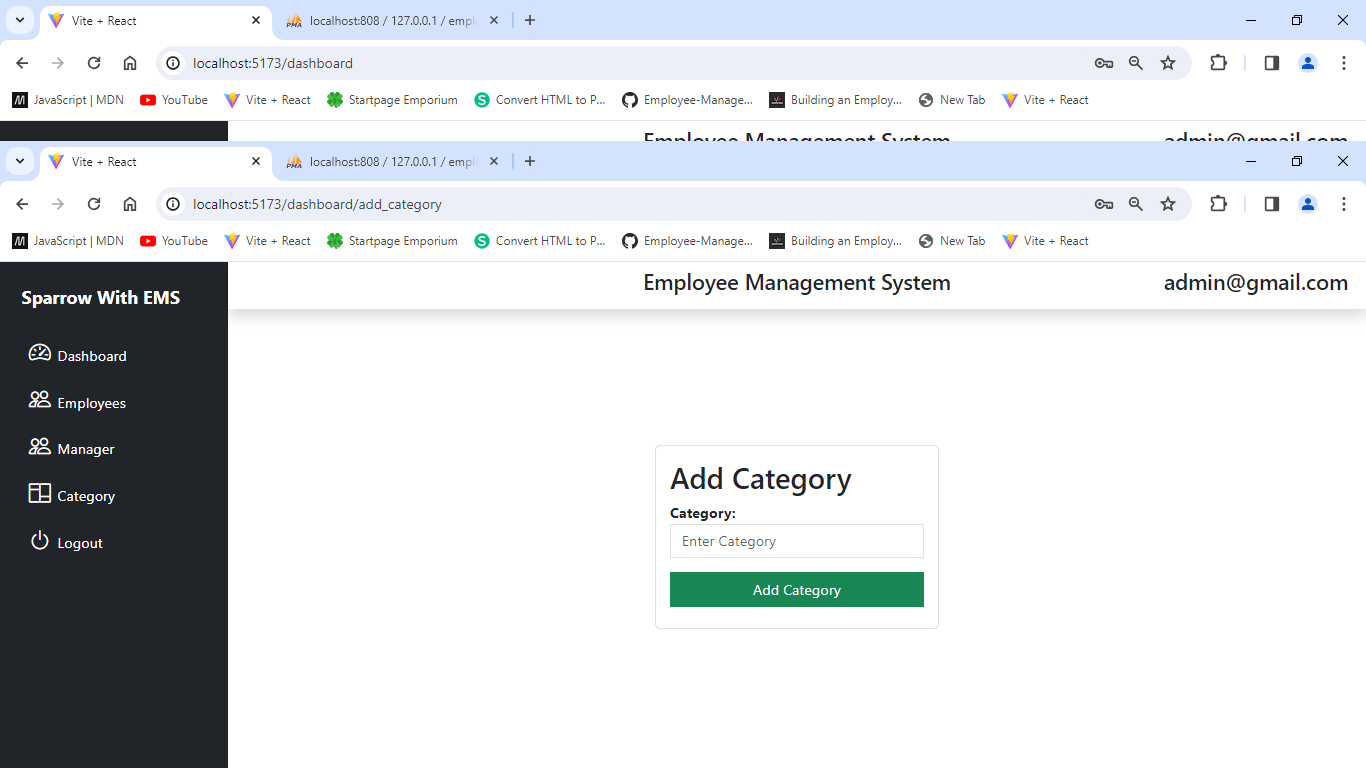 Vite + React
localhost:808 / 127.0.0.1 / empl
localhost:5173/dashboard
JavaScript | MDN
YouTube
Vite + React
Startpage Emporium
Convert HTML to P...
Employee-Manage...
Building an Employ...
New Tab
Vite + React
Employee Management System
admin@gmail.com
Vite + React
localhost:808 / 127.0.0.1 / empl
localhost:5173/dashboard/add_category
JavaScript | MDN
YouTube
Vite + React
Startpage Emporium
Convert HTML to P...
Employee-Manage...
Building an Employ...
New Tab
Vite + React
Sparrow With EMS
Employee Management System
admin@gmail.com
Dashboard
Employees
Manager
Category
Logout
Add Category
Category:
Enter Category
Add Category